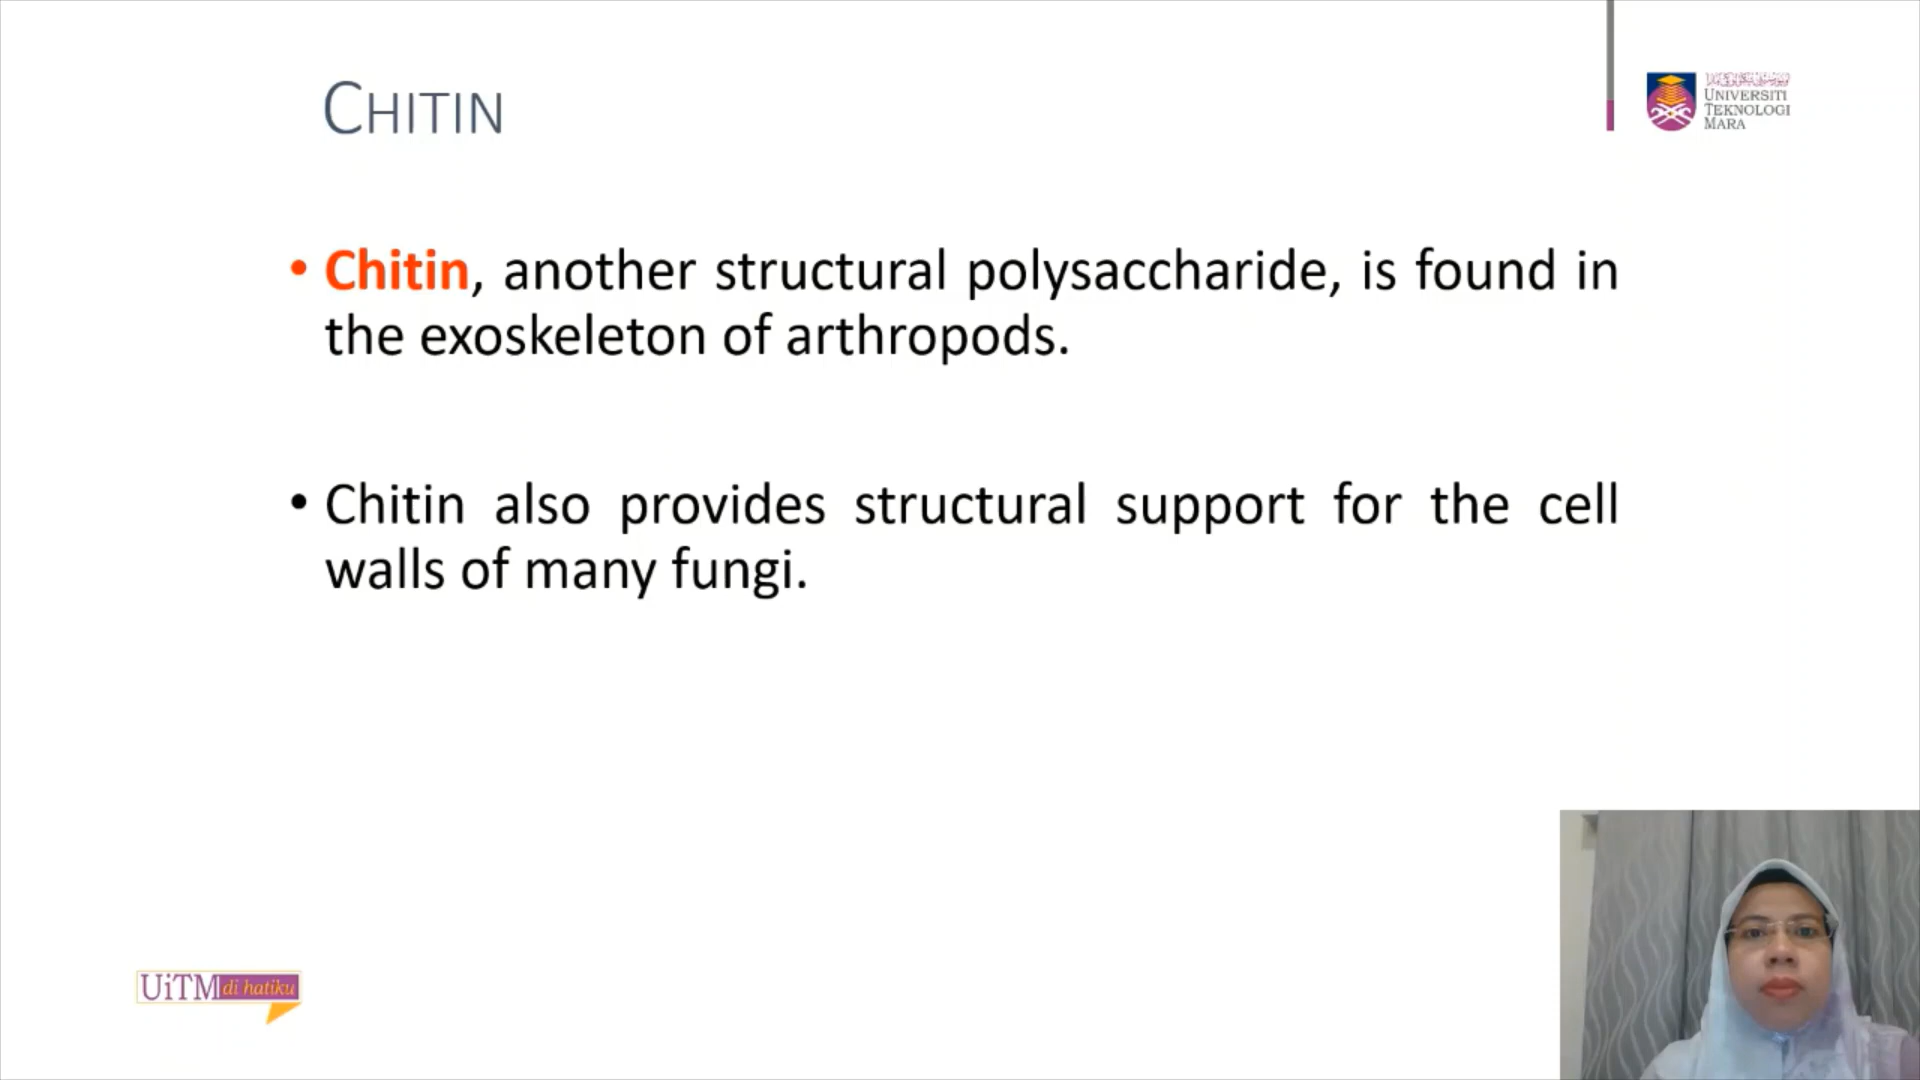 CHITIN
UNIVERSITI
TEKNOLOGI
MARA
• Chitin, another structural polysaccharide, is found in
the exoskeleton of arthropods.
• Chitin also provides structural support for the cell
walls of many fungi.
UiTM di hatiku